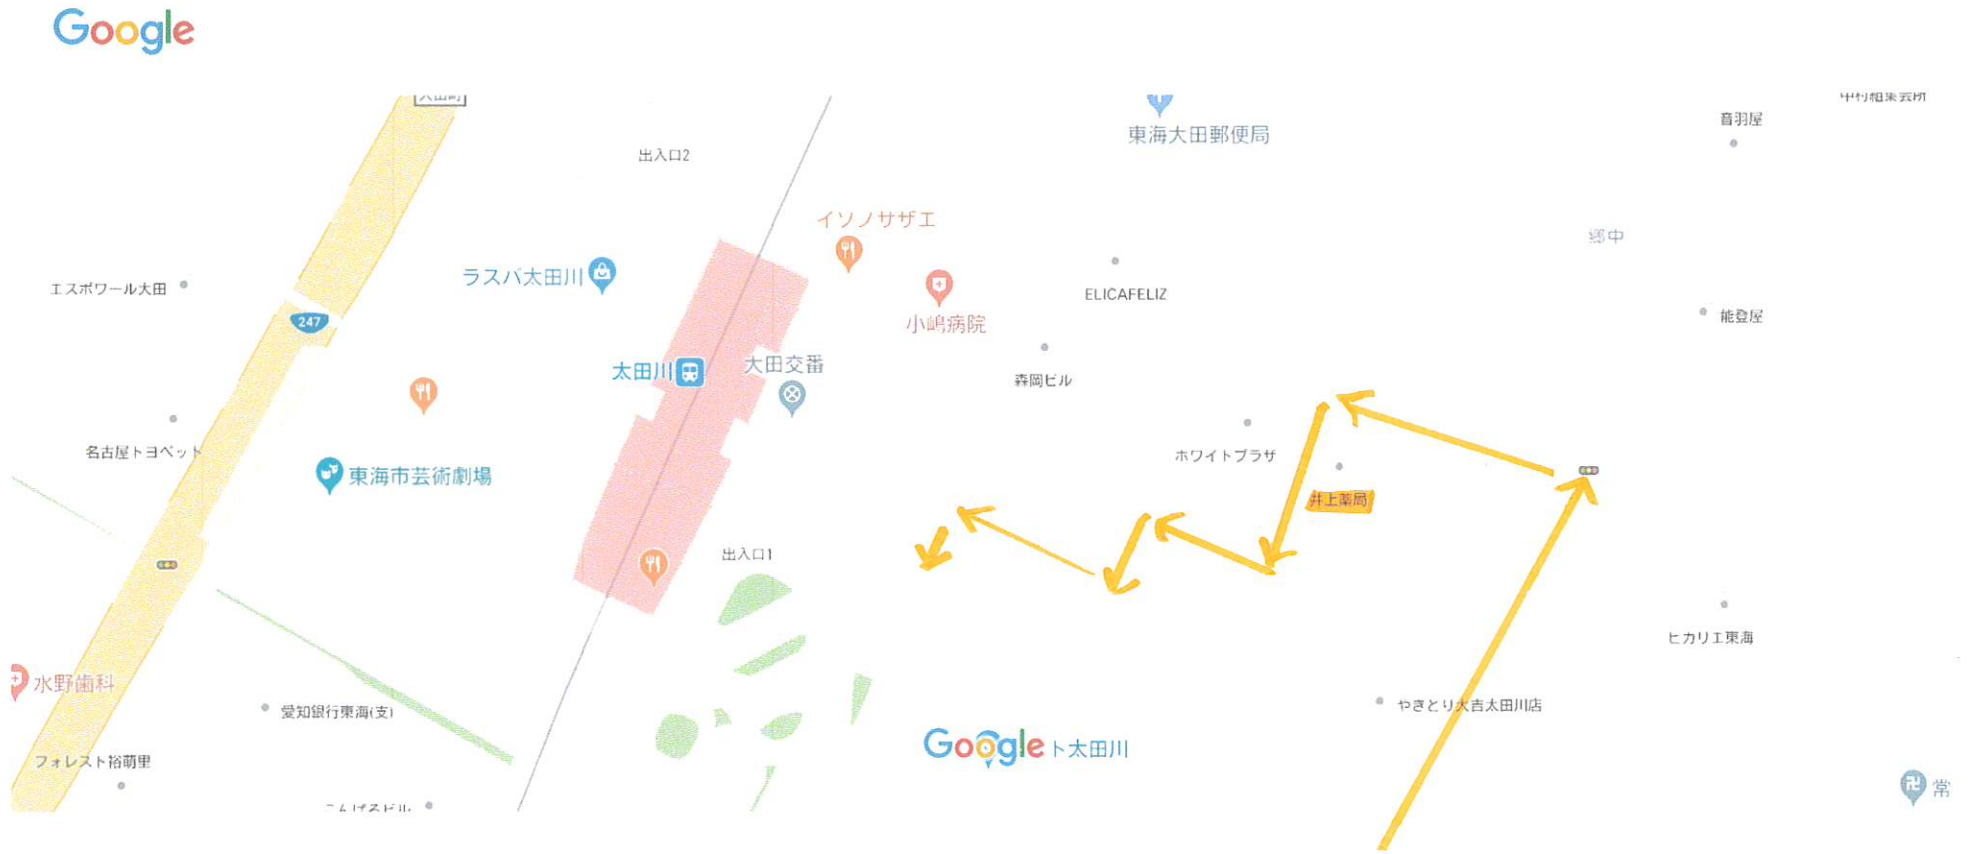 Google
出入口2
東海大田郵便局
音羽屋
イソノサザエ
郷中
ラスパ太田川
エスポワール大田
ELICAFELIZ
247
小嶋病院
能登屋
太田川
大田交番
森岡ビル
名古屋トヨペット
東海市芸術劇場
ホワイトプラザ
井上薬局
出入口1
ヒカリエ東海
水野歯科
愛知銀行東海(支)
やきとり大吉太田川店
Google
ト太田川
フォレスト裕萌里
常